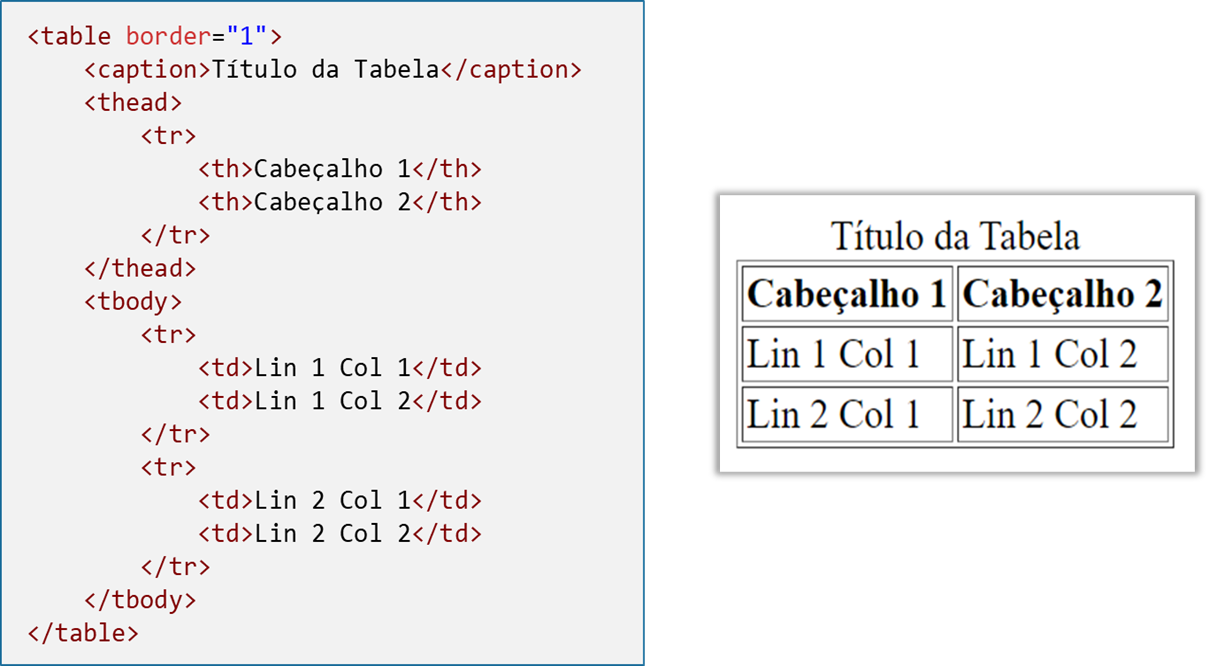 <table border="1">
    <caption>Título da Tabela</caption>
    <thead>
        <tr>
            <th>Cabeçalho 1</th>
            <th>Cabeçalho 2</th>
        </tr>
    </thead>
    <tbody>
        <tr>
            <td>Lin 1 Col 1</td>
            <td>Lin 1 Col 2</td>
        </tr>
        <tr>
            <td>Lin 2 Col 1</td>
            <td>Lin 2 Col 2</td>
        </tr>
    </tbody>
</table>
Título da Tabela
Cabeçalho 1 Cabeçalho 2
Lin 1 Col 1 Lin 1 Col 2
Lin 2 Col 1 Lin 2 Col 2